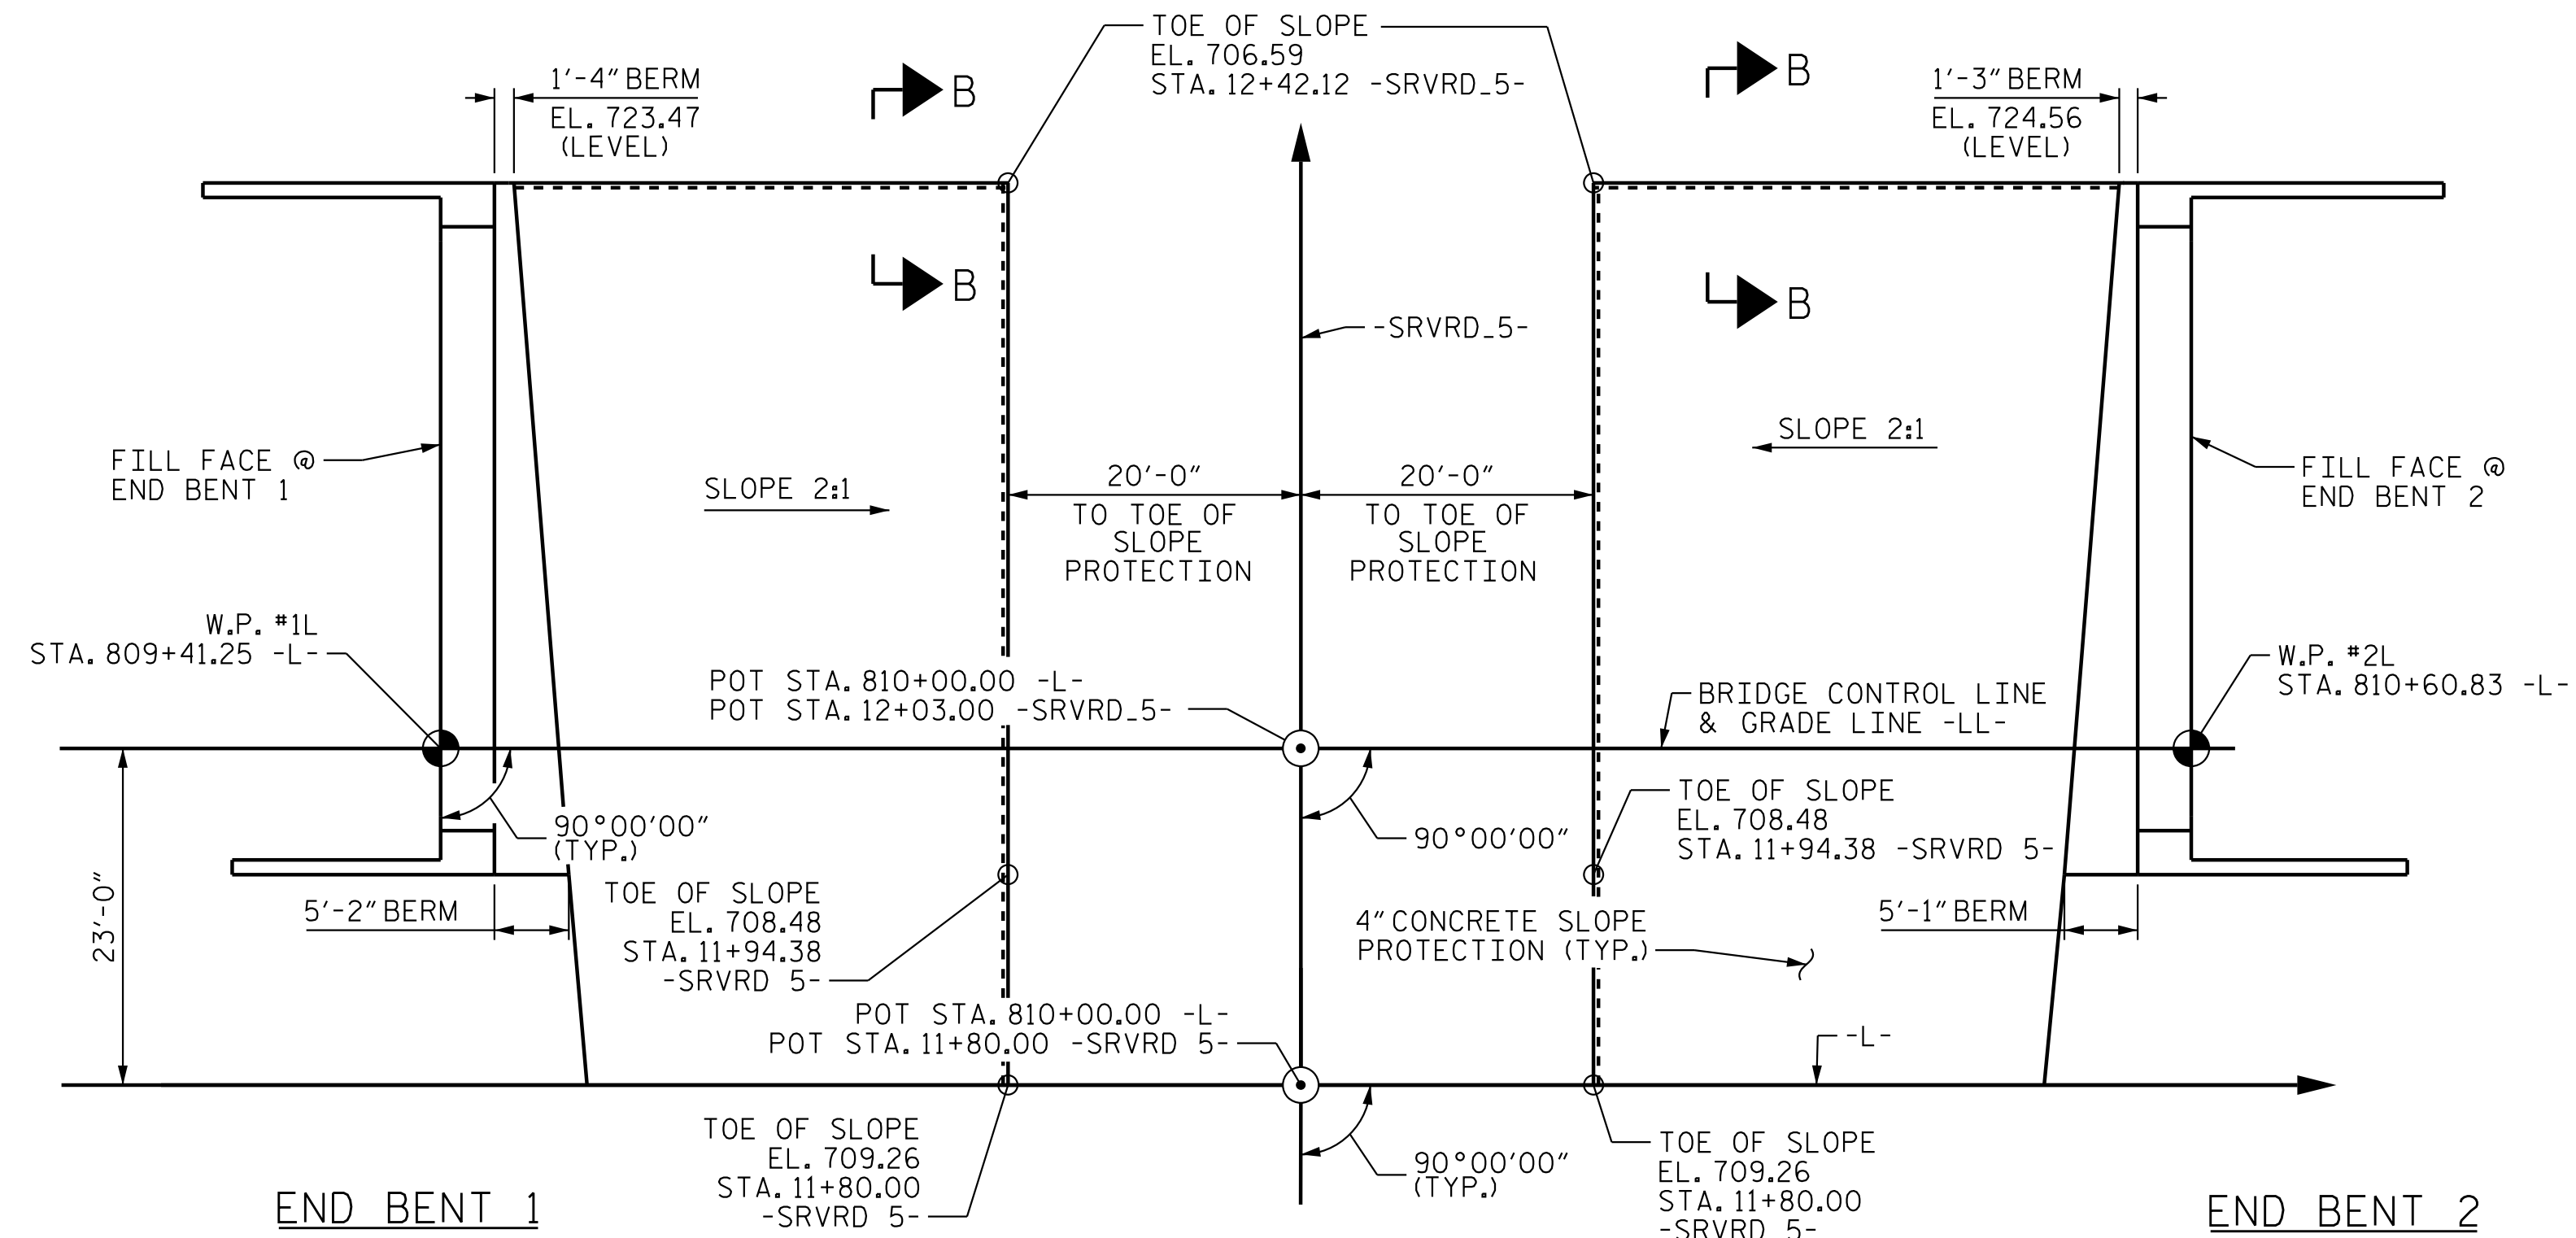 TOE OF SLOPE
EL. 706.59
STA. 12+42.12 -SRVRD_5-
1'-4" BERM
EL. 723.47
(LEVEL)
B
B
1'-3" BERM
EL. 724.56
(LEVEL)
B
B
-SRVRD_5-
SLOPE 2:1
FILL FACE @
END BENT 1
SLOPE 2:1
20'-0"
TO TOE OF
SLOPE
PROTECTION
20'-0"
TO TOE OF
SLOPE
PROTECTION
FILL FACE @
END BENT 2
W.P. #1L
STA. 809+41.25 -L-
POT STA. 810+00.00 -L-
POT STA. 12+03.00 -SRVRD_5-
BRIDGE CONTROL LINE
& GRADE LINE -LL-
W.P. #2L
STA. 810+60.83 -L-
90°00'00"
(TYP.)
90°00'00"
TOE OF SLOPE
EL. 708.48
STA. 11+94.38 -SRVRD 5-
23'-0"
5'-2" BERM
TOE OF SLOPE
EL. 708.48
STA. 11+94.38
-SRVRD 5-
4" CONCRETE SLOPE
PROTECTION (TYP.)
5'-1" BERM
POT STA. 810+00.00 -L-
POT STA. 11+80.00 -SRVRD 5-
-L-
TOE OF SLOPE
EL. 709.26
STA. 11+80.00
-SRVRD 5-
90°00'00"
(TYP.)
TOE OF SLOPE
EL. 709.26
STA. 11+80.00
-SRVRD 5-
END BENT 1
END BENT 2